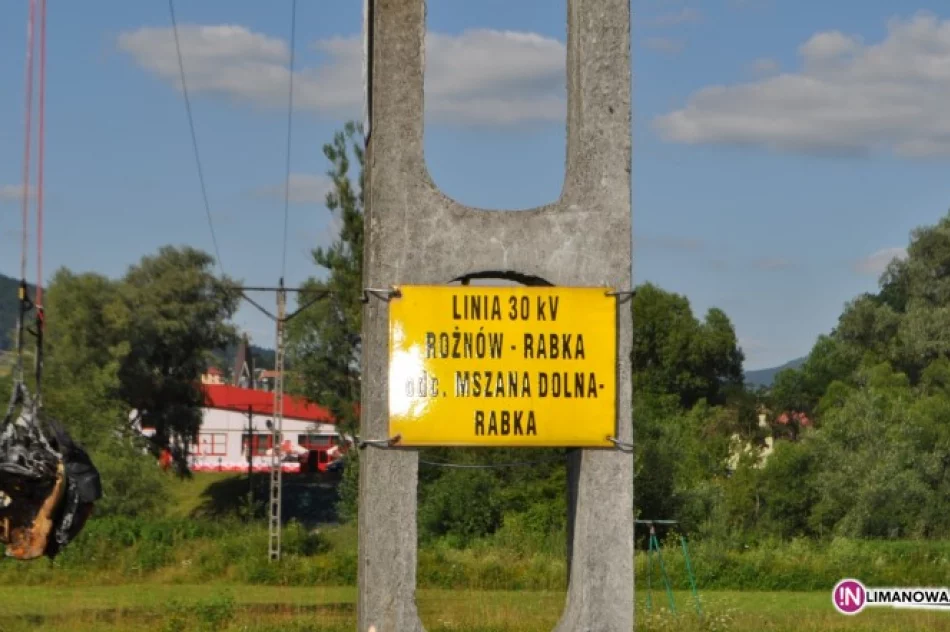 LINIA 30 kV
ROŻNÓW - RABKA
odc. MSZANA DOLNA-
RABKA
!N LIMANOWA.